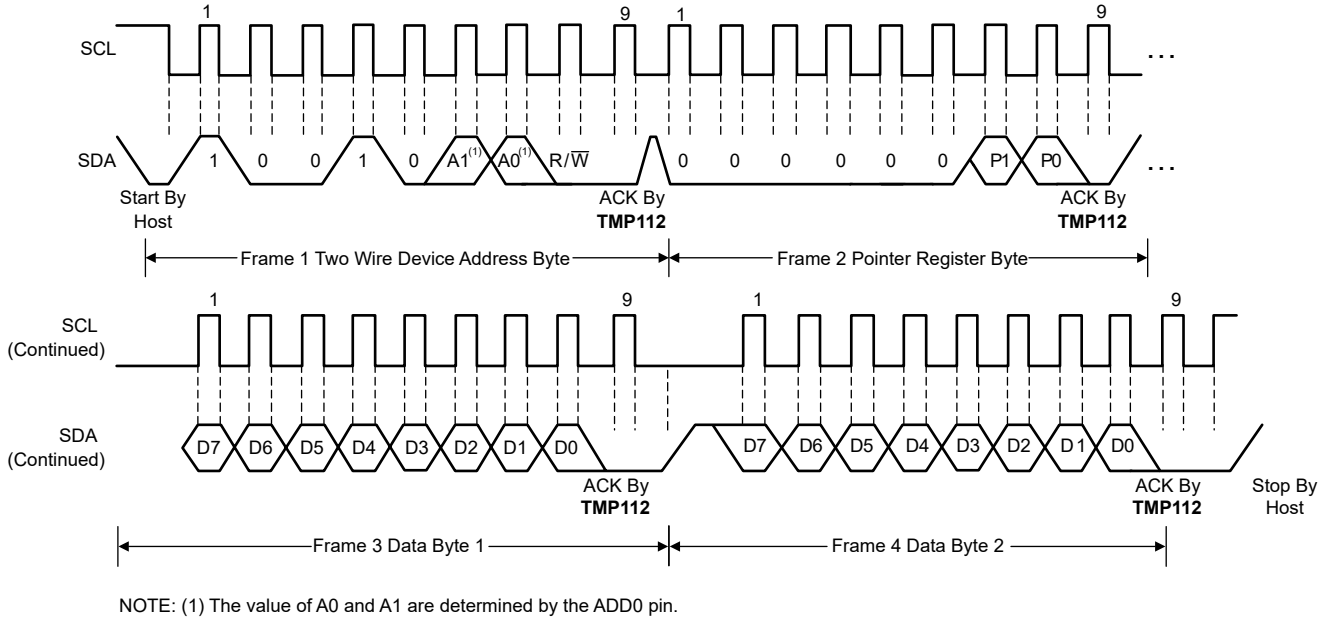 1 9 1 9
SCL ...
SDA 1 0 0 1 0 A1(1) A0(1) R/W̅ 0 0 0 0 0 0 P1 P0 ...
Start By
Host
ACK By
TMP112
ACK By
TMP112
Frame 1 Two Wire Device Address Byte
Frame 2 Pointer Register Byte
1 9 1 9
SCL
(Continued)
SDA
(Continued)
D7 D6 D5 D4 D3 D2 D1 D0 D7 D6 D5 D4 D3 D2 D1 D0
ACK By
TMP112
ACK By
TMP112
Stop By
Host
Frame 3 Data Byte 1
Frame 4 Data Byte 2
NOTE: (1) The value of A0 and A1 are determined by the ADD0 pin.